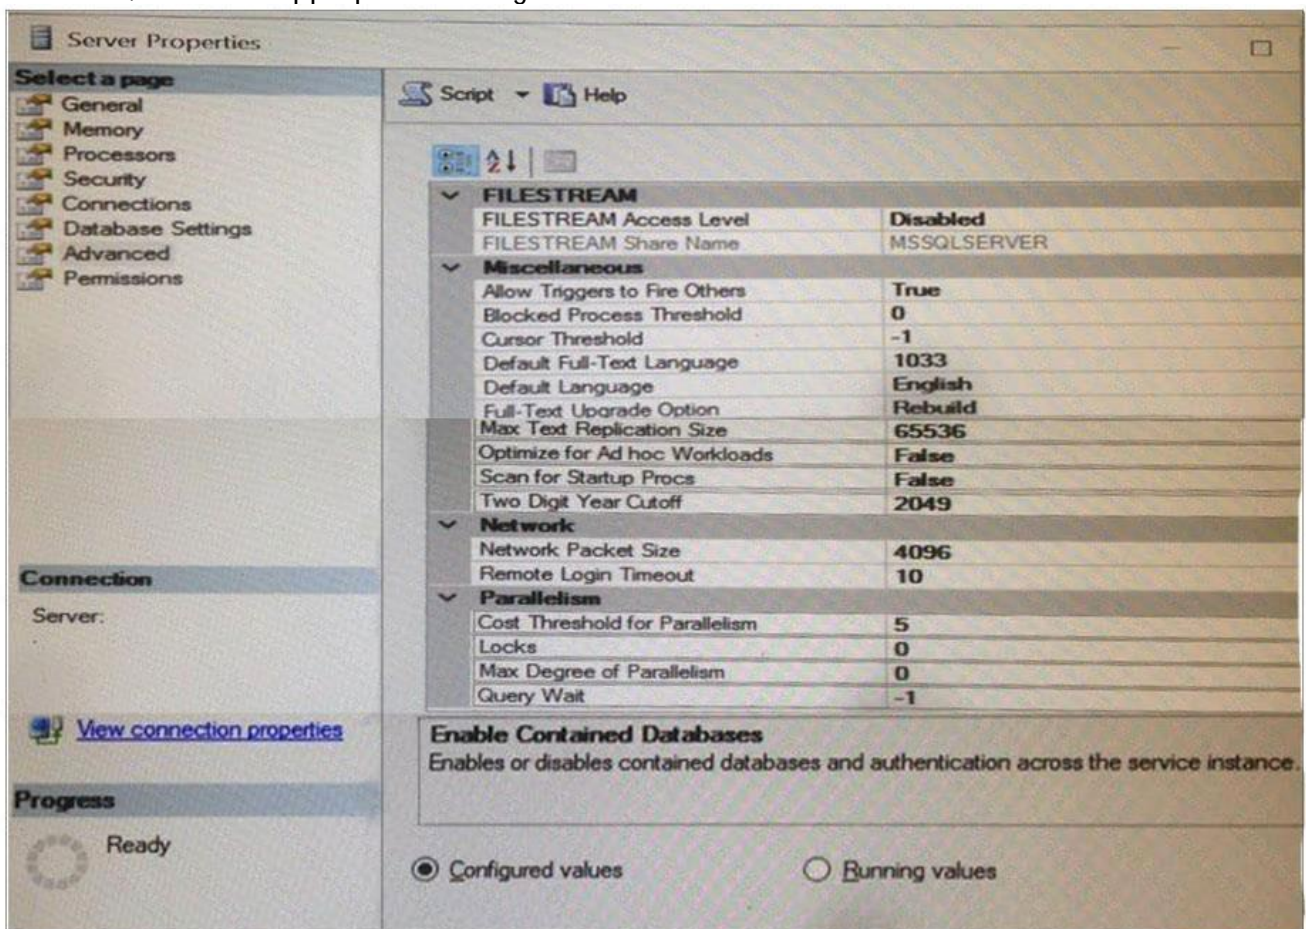 Server Properties
Select a page
General
Memory
Processors
Security
Connections
Database Settings
Advanced
Permissions
Script Help
FILESTREAM
FILESTREAM Access Level Disabled
FILESTREAM Share Name MSSQLSERVER
Miscellaneous
Allow Triggers to Fire Others True
Blocked Process Threshold 0
Cursor Threshold -1
Default Full-Text Language 1033
Default Language English
Full-Text Upgrade Option Rebuild
Max Text Replication Size 65536
Optimize for Ad hoc Workloads False
Scan for Startup Procs False
Two Digit Year Cutoff 2049
Network
Network Packet Size 4096
Remote Login Timeout 10
Parallelism
Cost Threshold for Parallelism 5
Locks 0
Max Degree of Parallelism 0
Query Wait -1
Connection
Server:
View connection properties
Progress
Ready
Enable Contained Databases
Enables or disables contained databases and authentication across the service instance.
Configured values Running values